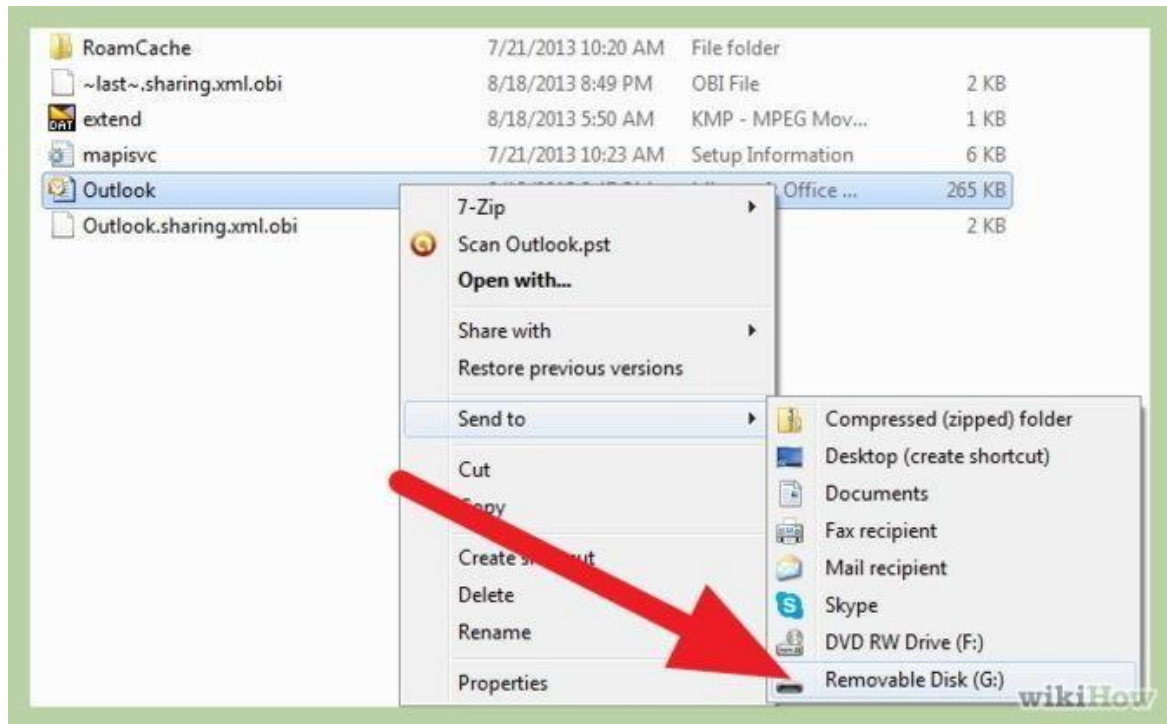 RoamCache 7/21/2013 10:20 AM File folder
~last~.sharing.xml.obi 8/18/2013 8:49 PM OBI File 2 KB
DAT extend 8/18/2013 5:50 AM KMP - MPEG Mov... 1 KB
mapisvc 7/21/2013 10:23 AM Setup Information 6 KB
Outlook Office ... 265 KB
Outlook.sharing.xml.obi 2 KB
7-Zip
Scan Outlook.pst
Open with...
Share with
Restore previous versions
Send to
Cut
Copy
Create shortcut
Delete
Rename
Properties
Compressed (zipped) folder
Desktop (create shortcut)
Documents
Fax recipient
Mail recipient
Skype
DVD RW Drive (F:)
Removable Disk (G:)
wikiHow